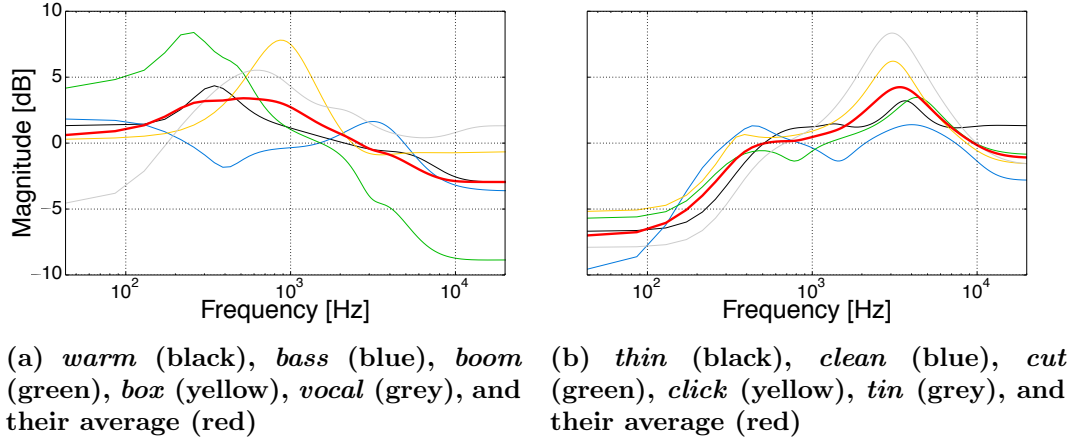 10
5
0
−5
−10
Magnitude [dB]
10² 10³ 10⁴
Frequency [Hz]
10² 10³ 10⁴
Frequency [Hz]
(a) warm (black), bass (blue), boom
(green), box (yellow), vocal (grey), and
their average (red)
(b) thin (black), clean (blue), cut
(green), click (yellow), tin (grey), and
their average (red)